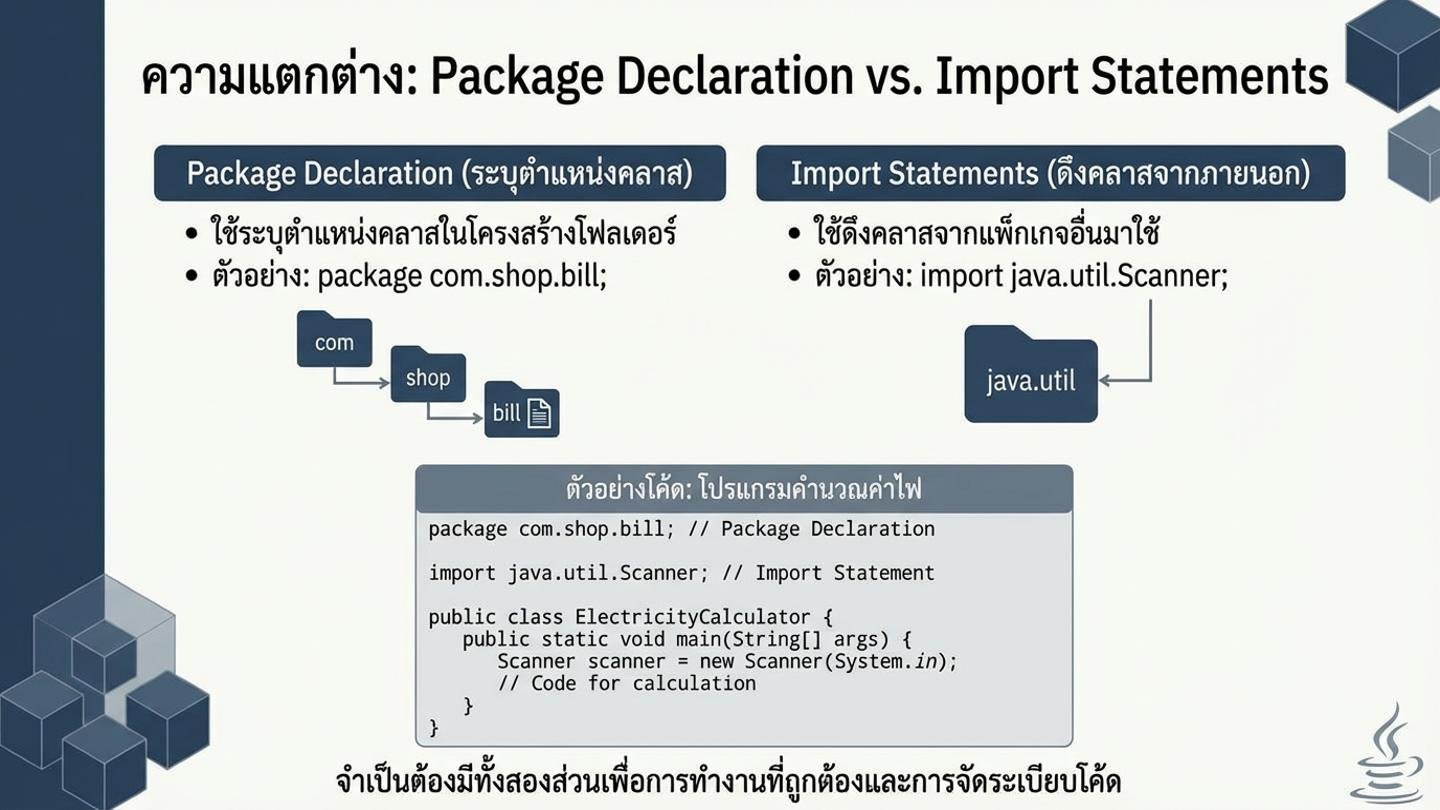 ความแตกต่าง: Package Declaration vs. Import Statements
Package Declaration (ระบุตำแหน่งคลาส)
• ใช้ระบุตำแหน่งคลาสในโครงสร้างโฟลเดอร์
• ตัวอย่าง: package com.shop.bill;
com
shop
bill
Import Statements (ดึงคลาสจากภายนอก)
• ใช้ดึงคลาสจากแพ็กเกจอื่นมาใช้
• ตัวอย่าง: import java.util.Scanner;
java.util
ตัวอย่างโค้ด: โปรแกรมคำนวณค่าไฟ
package com.shop.bill; // Package Declaration
import java.util.Scanner; // Import Statement
public class ElectricityCalculator {
public static void main(String[] args) {
Scanner scanner = new Scanner(System.in);
// Code for calculation
}
}
จำเป็นต้องมีทั้งสองส่วนเพื่อการทำงานที่ถูกต้องและการจัดระเบียบโค้ด